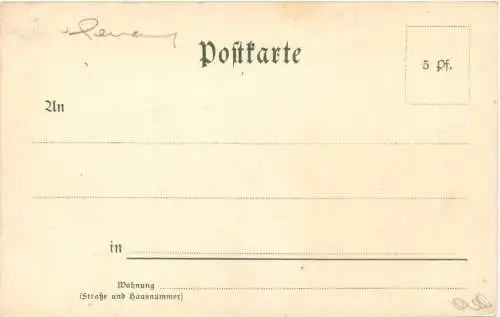 Postkarte
5 Pf.
An
in
Wohnung
(Straße und Hausnummer)